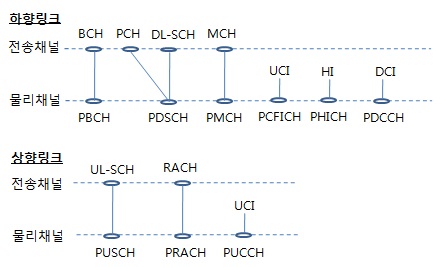 하향링크
BCH PCH DL-SCH MCH
전송채널
UCI HI DCI
물리채널
PBCH PDSCH PMCH PCFICH PHICH PDCCH
상향링크
UL-SCH RACH
전송채널
UCI
물리채널
PUSCH PRACH PUCCH